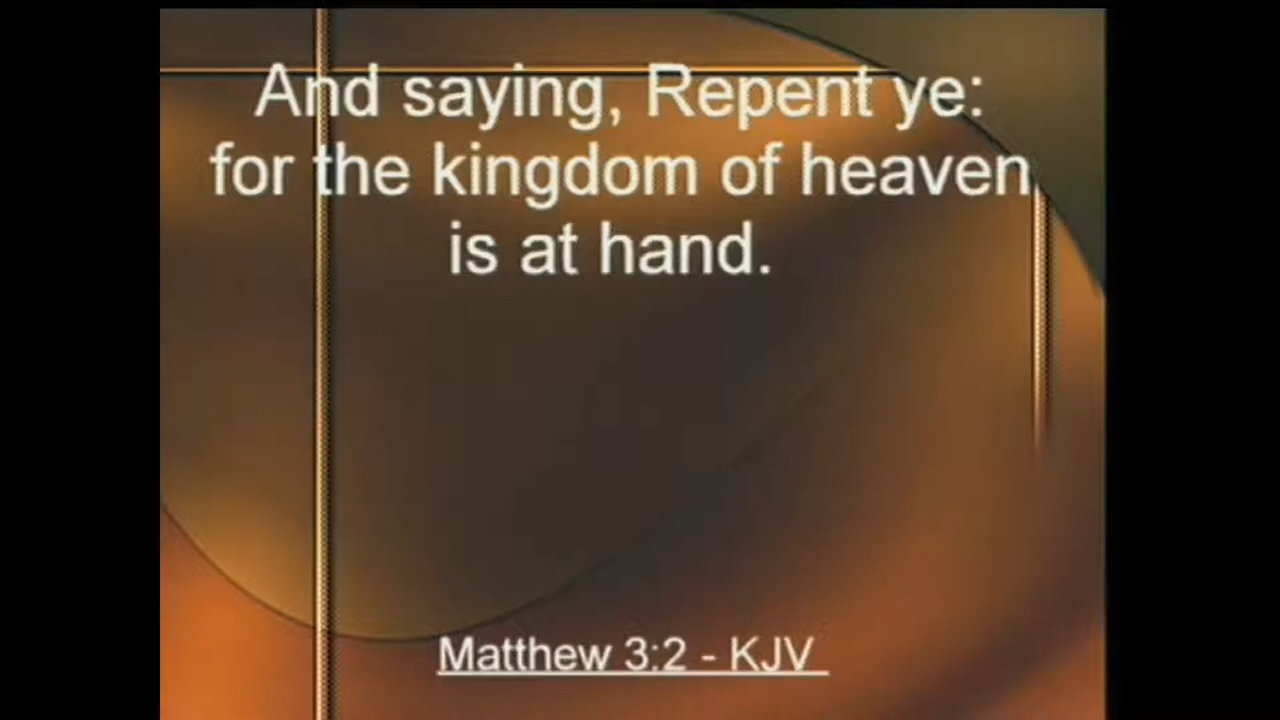 And saying, Repent ye:
for the kingdom of heaven
is at hand.
Matthew 3:2 - KJV